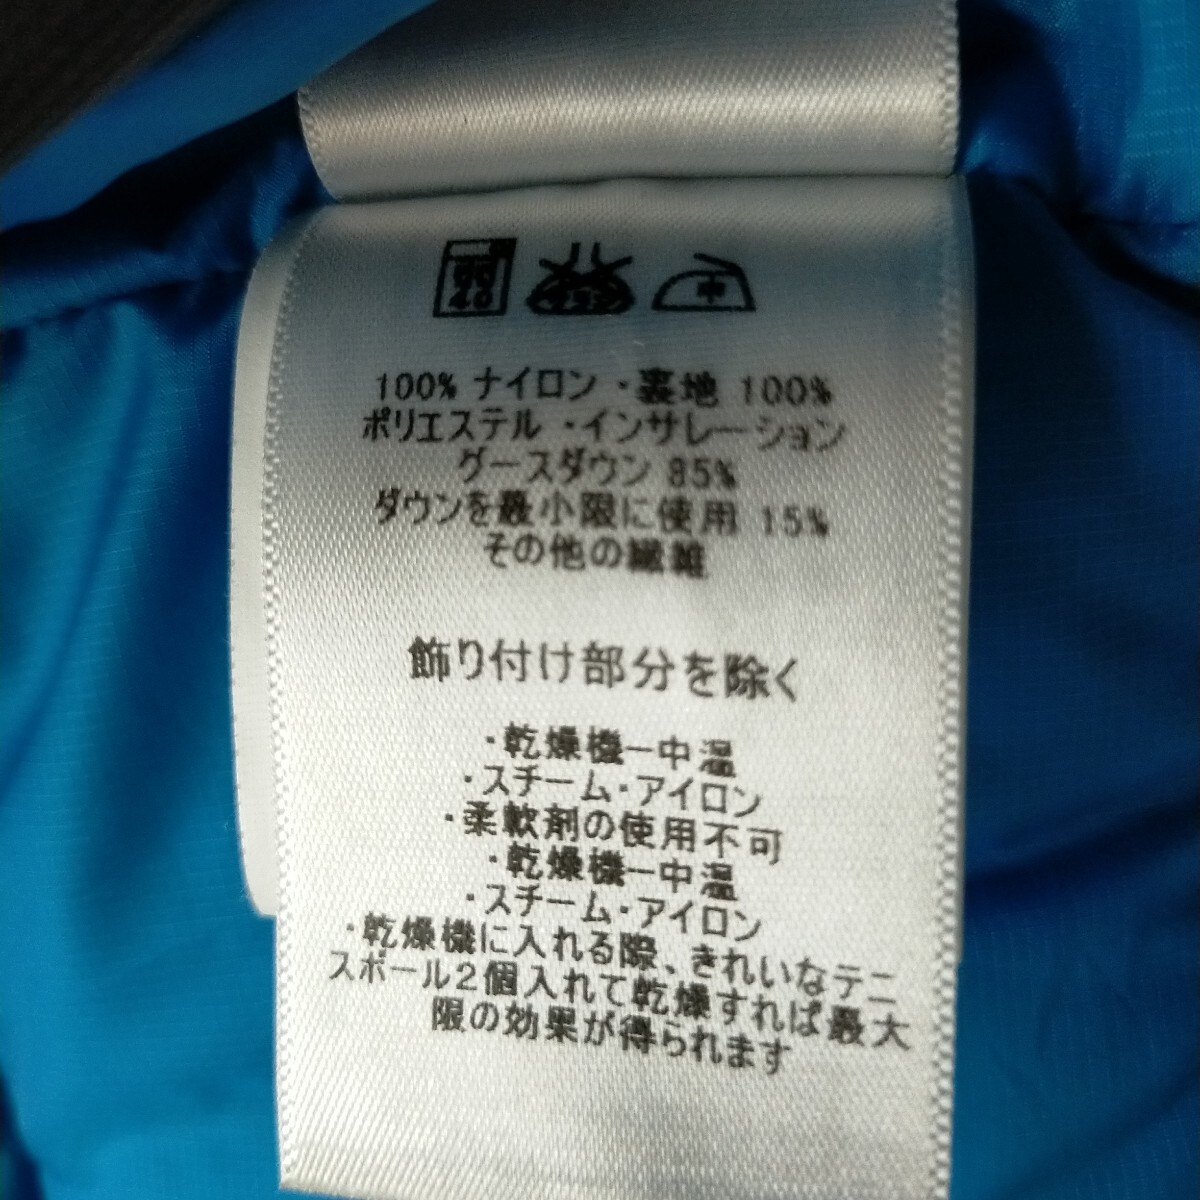 40
中
100% ナイロン ・裏地 100%
ポリエステル ・インサレーション
グースダウン 85%
ダウンを最小限に使用 15%
その他の繊維
飾り付け部分を除く
・乾燥機ー中温
・スチーム・アイロン
・柔軟剤の使用不可
・乾燥機ー中温
・スチーム・アイロン
・乾燥機に入れる際、きれいなテニ
スボール2個入れて乾燥すれば最大
限の効果が得られます